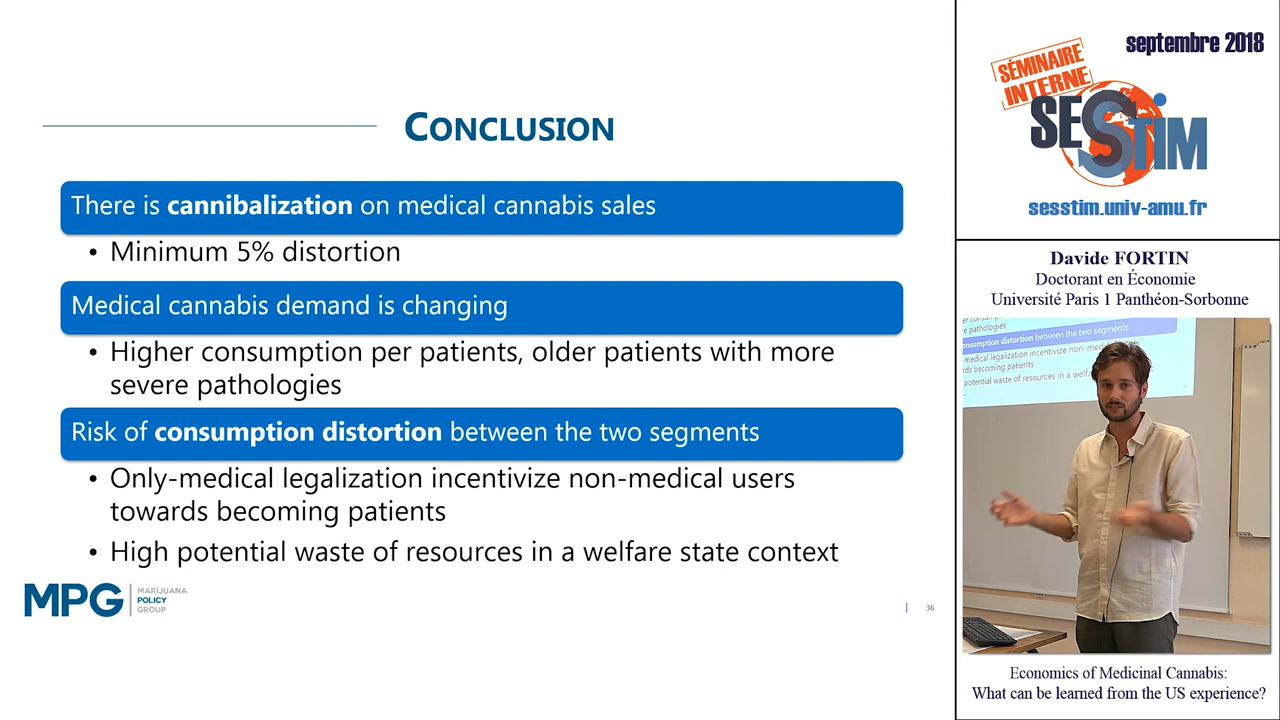 CONCLUSION
There is cannibalization on medical cannabis sales
• Minimum 5% distortion
Medical cannabis demand is changing
• Higher consumption per patients, older patients with more
severe pathologies
Risk of consumption distortion between the two segments
• Only-medical legalization incentivize non-medical users
towards becoming patients
• High potential waste of resources in a welfare state context
MPG
MARIJUANA
POLICY
GROUP
36
septembre 2018
SÉMINAIRE
INTERNE
SESSTIM
sesstim.univ-amu.fr
Davide FORTIN
Doctorant en Économie
Université Paris 1 Panthéon-Sorbonne
pathologies
distortion between the two segments
-medical legalization incentivize non-
becoming patients
potential waste of resources in a
Economics of Medicinal Cannabis:
What can be learned from the US experience?